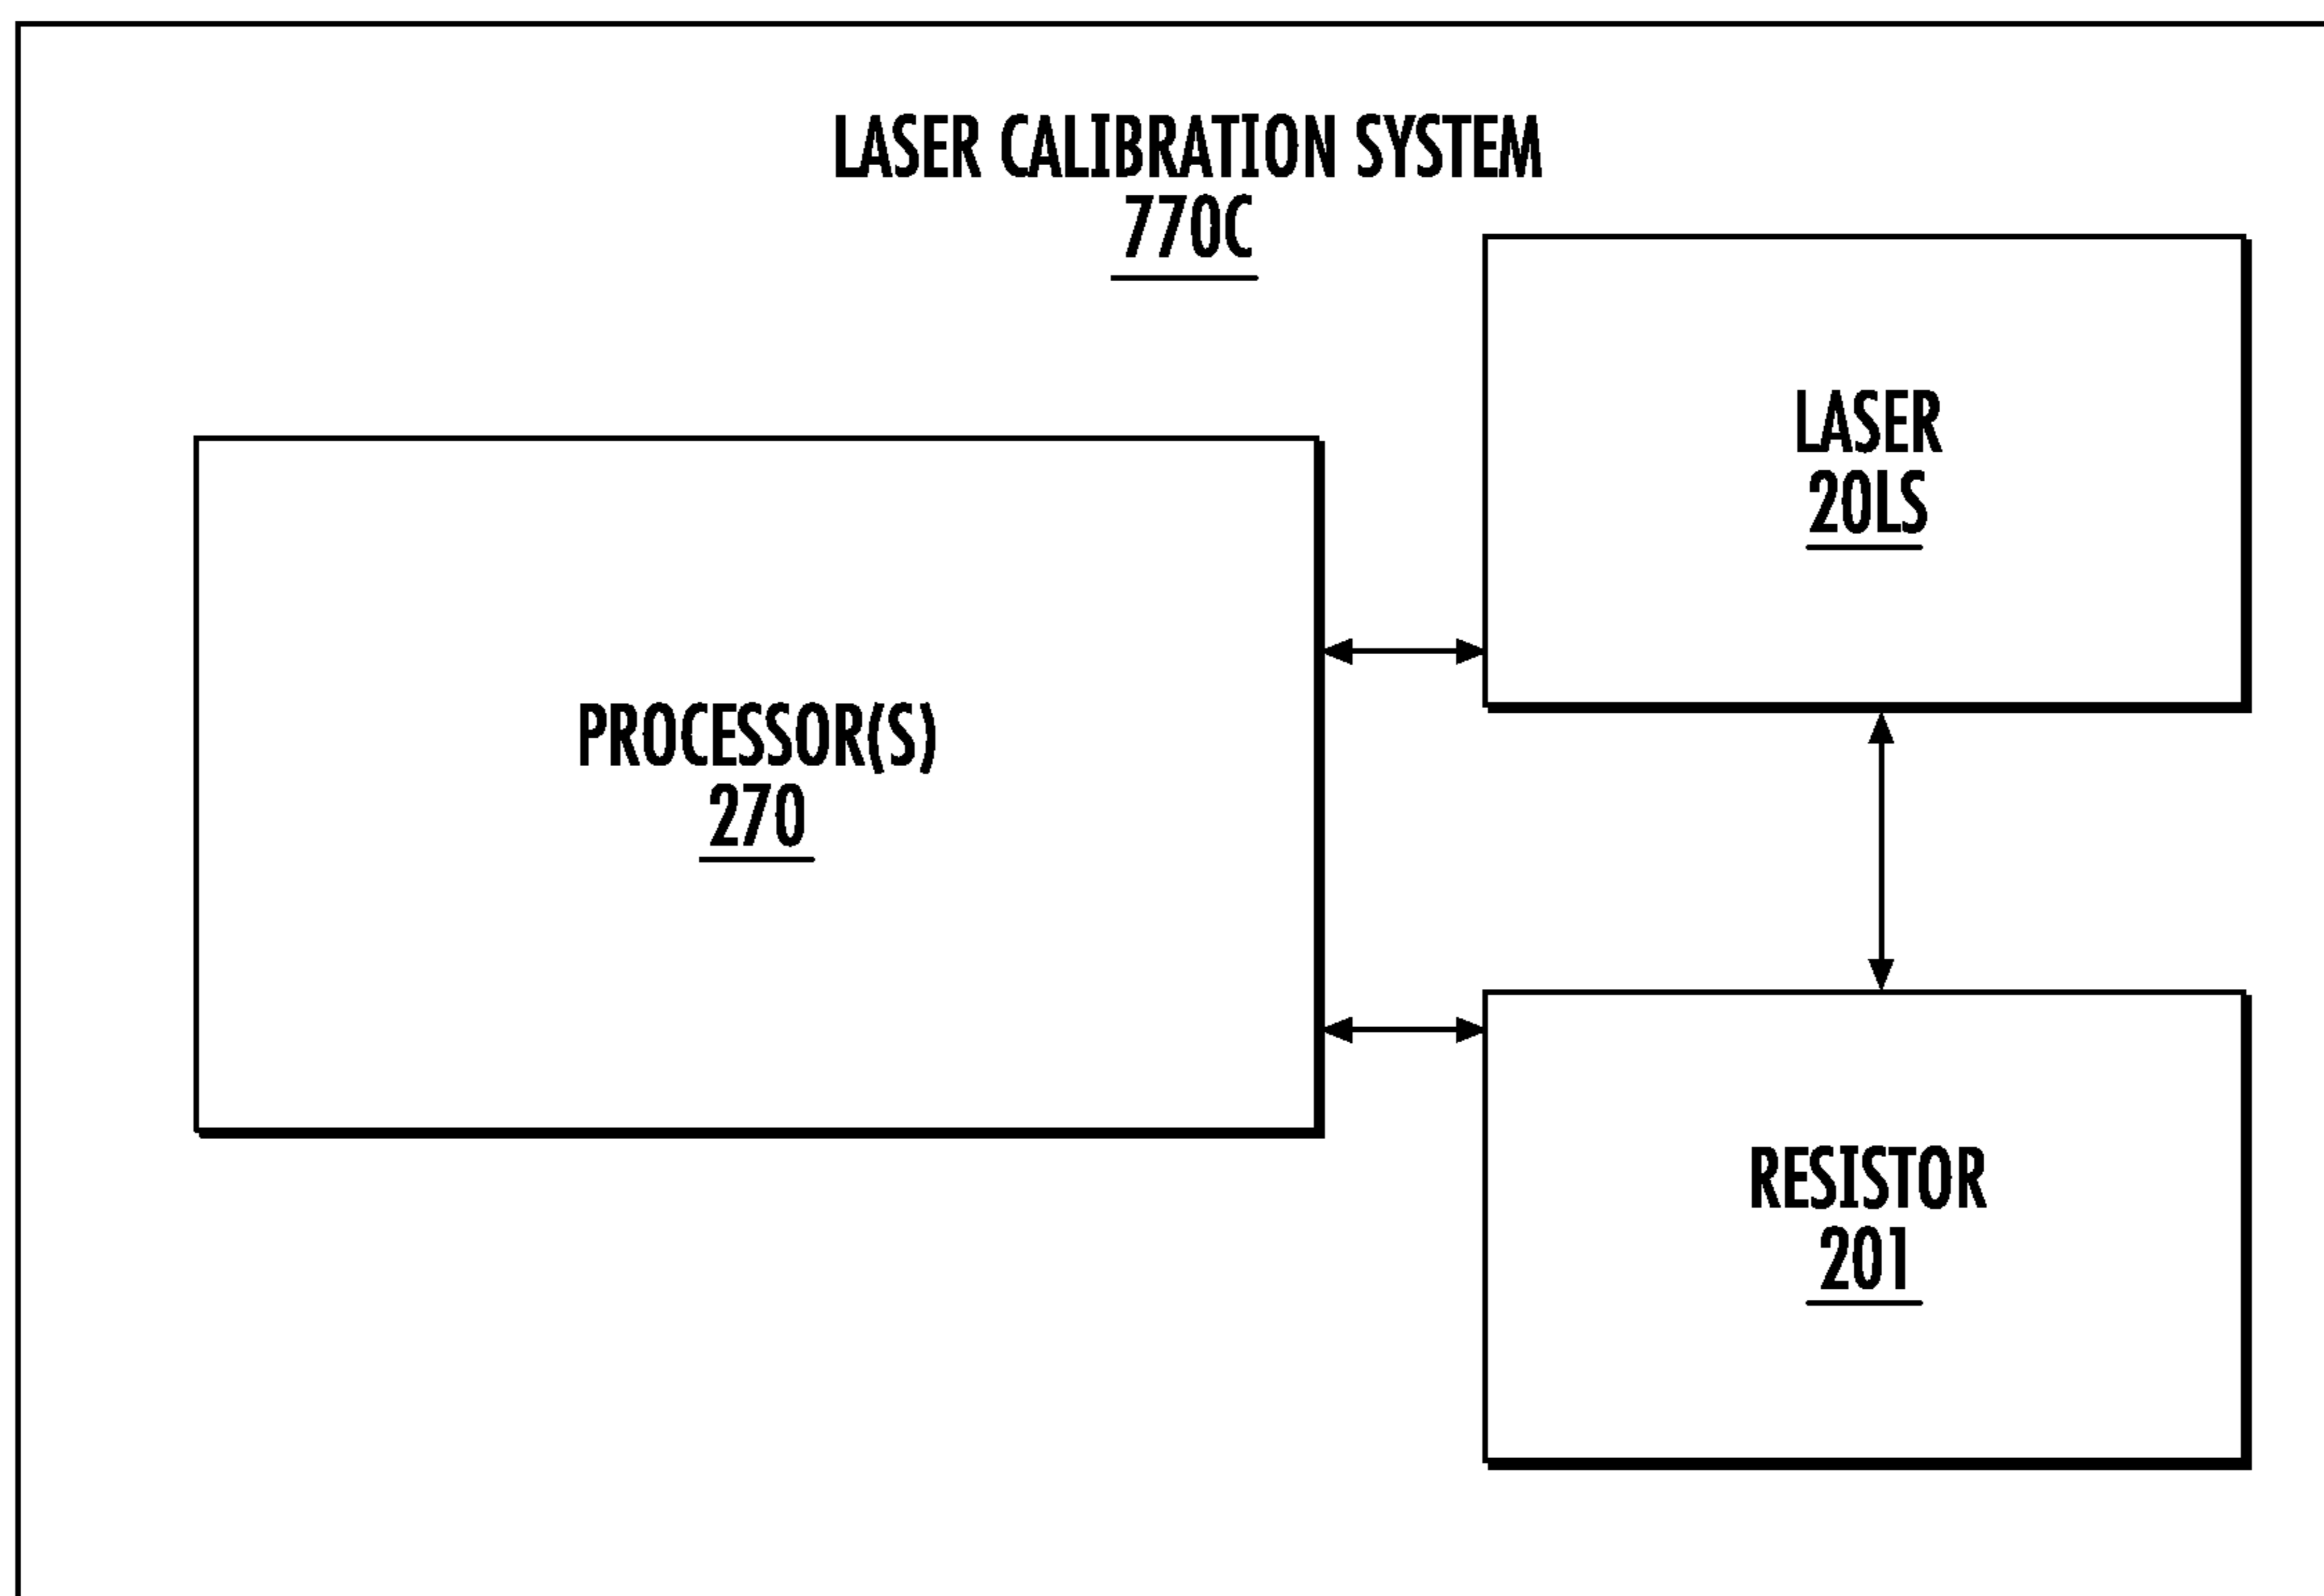 LASER CALIBRATION SYSTEM
770C
LASER
20LS
PROCESSOR(S)
270
RESISTOR
201